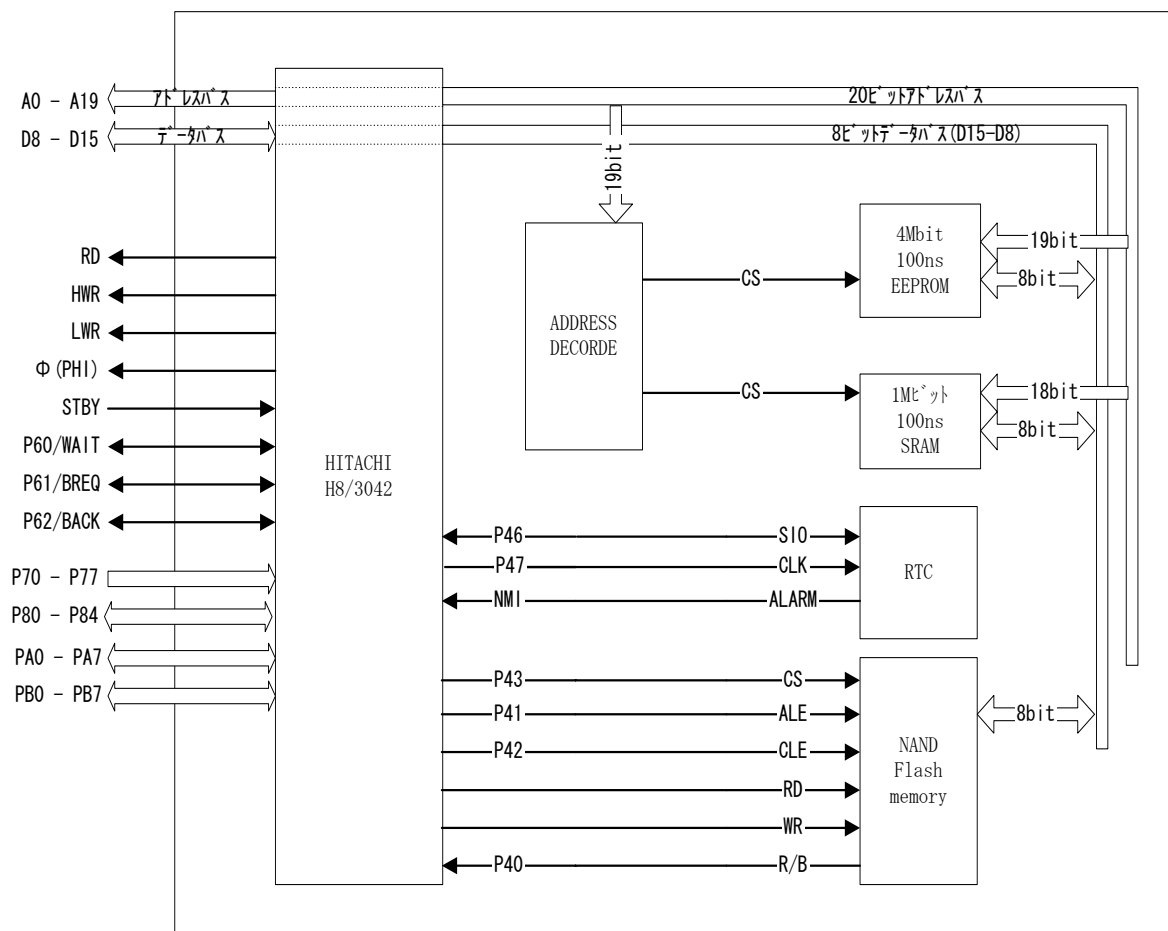 A0 - A19
ｱﾄﾞﾚｽﾊﾞｽ
20ﾋﾞｯﾄｱﾄﾞﾚｽﾊﾞｽ
D8 - D15
ﾃﾞｰﾀﾊﾞｽ
8ﾋﾞｯﾄﾃﾞｰﾀﾊﾞｽ(D15-D8)
19bit
RD
HWR
LWR
Φ(PHI)
STBY
P60/WAIT
P61/BREQ
P62/BACK
P70 - P77
P80 - P84
PA0 - PA7
PB0 - PB7
HITACHI
H8/3042
ADDRESS
DECORDE
CS
CS
4Mbit
100ns
EEPROM
19bit
8bit
1Mﾋﾞｯﾄ
100ns
SRAM
18bit
8bit
P46 SIO
P47 CLK
NMI ALARM
RTC
P43 CS
P41 ALE
P42 CLE
RD
WR
P40 R/B
NAND
Flash
memory
8bit